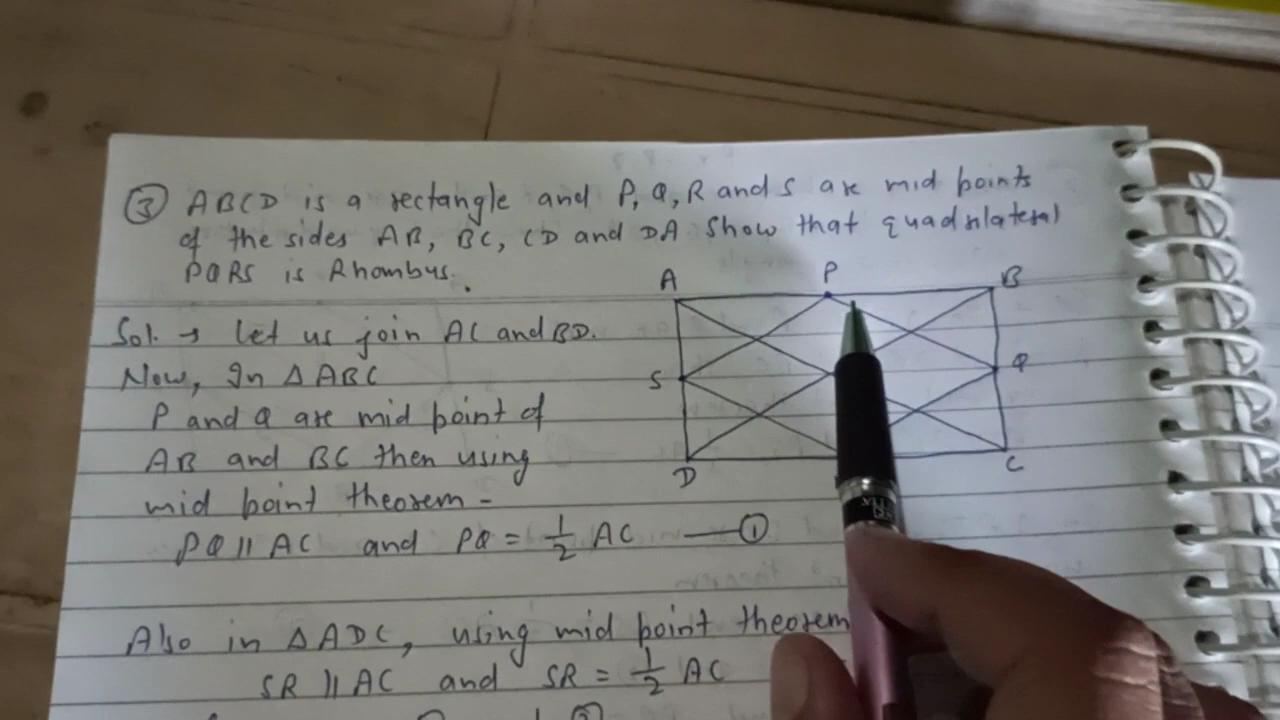 ③ ABCD is a rectangle and P, Q, R and S are mid points
of the sides AB, BC, CD and DA Show that quadrilateral
PQRS is Rhombus.
A P B
Sol. → Let us join AC and BD.
Now, In △ABC
S Q
P and Q are mid point of
AB and BC then using
D C
mid point theorem -
PQ || AC and PQ = 1/2 AC —— ①
Also in △ADC, using mid point theorem
SR || AC and SR = 1/2 AC